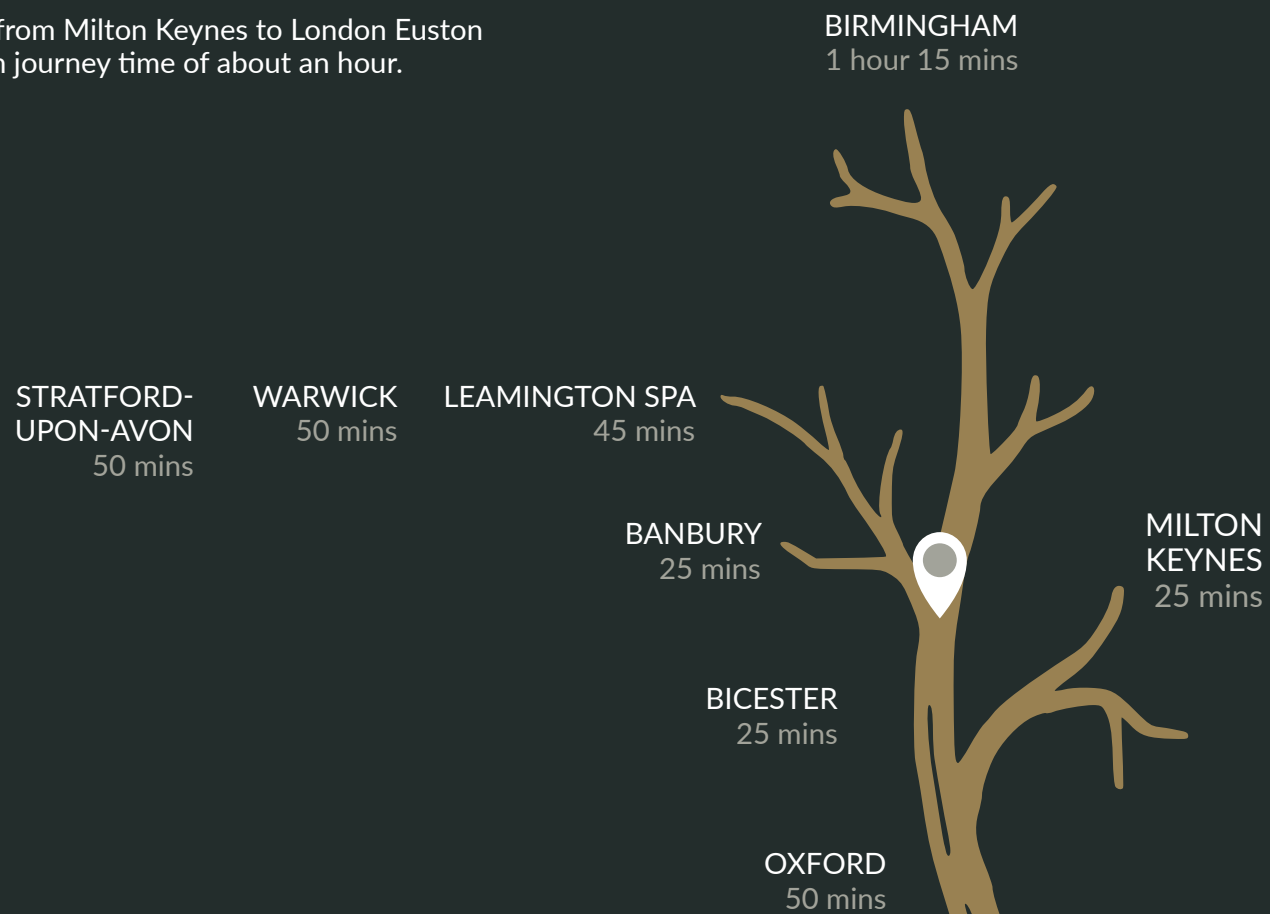 from Milton Keynes to London Euston
journey time of about an hour.
BIRMINGHAM
1 hour 15 mins
STRATFORD-
UPON-AVON
50 mins
WARWICK
50 mins
LEAMINGTON SPA
45 mins
BANBURY
25 mins
MILTON
KEYNES
25 mins
BICESTER
25 mins
OXFORD
50 mins